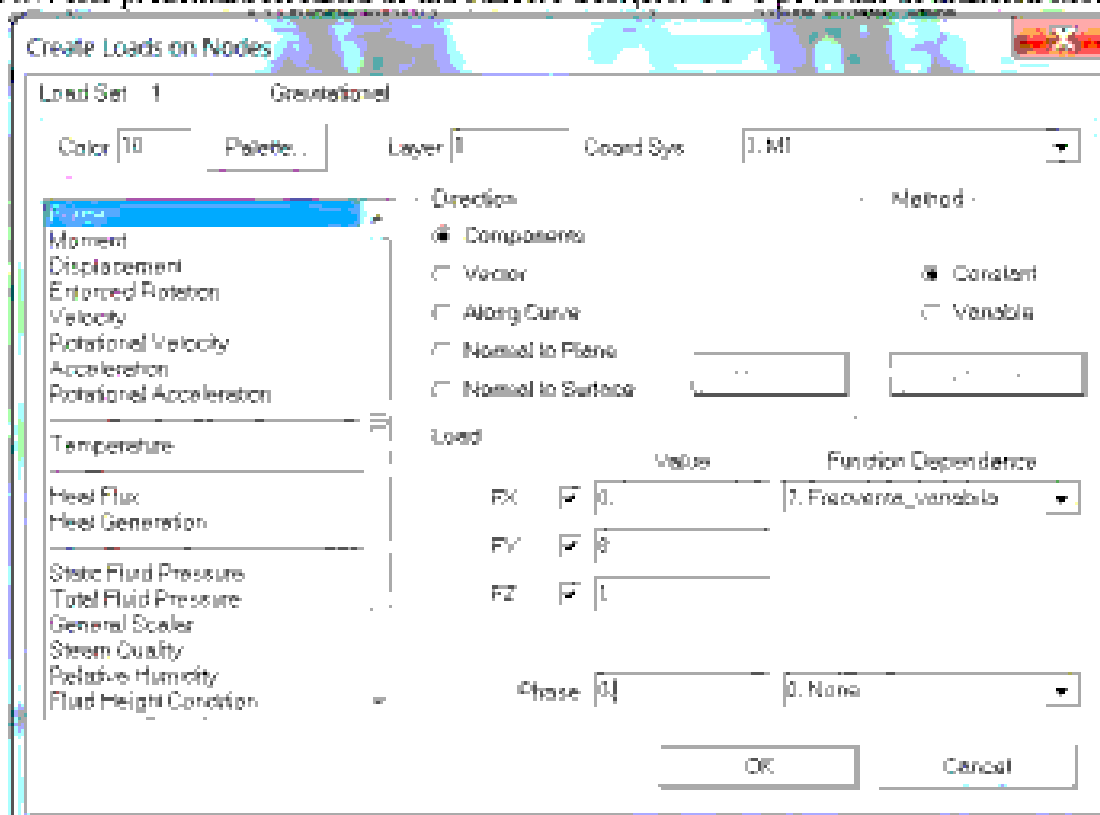 Create Loads on Nodes
Load Set 1 Gravitational
Color 10 Palette... Layer 1 Coord Sys
Direction Method
Force
Moment
Displacement
Enforced Rotation
Velocity
Rotational Velocity
Acceleration
Rotational Acceleration
Temperature
Heat Flux
Heat Generation
Static Fluid Pressure
Total Fluid Pressure
General Scalar
Steam Quality
Relative Humidity
Fluid Height Condition
Components
Vector
Along Curve
Normal to Plane
Normal to Surface
Constant
Variable
Load
Value Function Dependence
FX 0. 7..Frecventa_variabila
FY 0
FZ 1
Phase 0. 0..None
OK Cancel